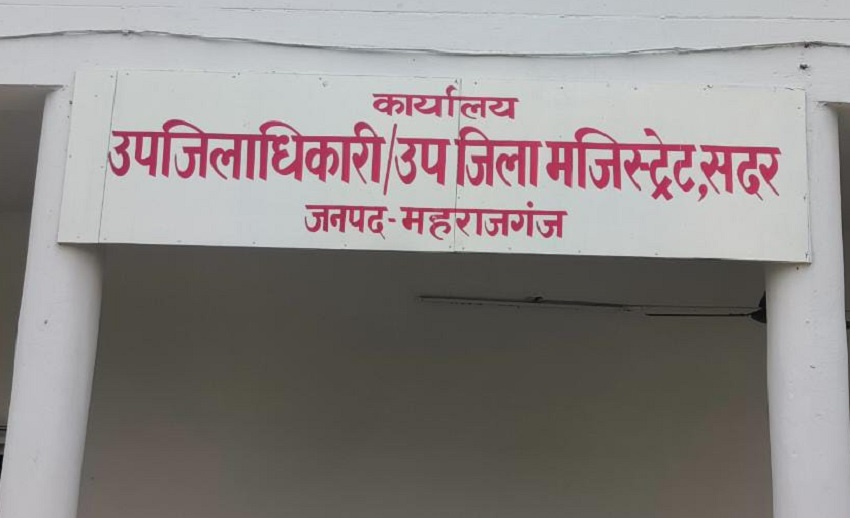 कार्यालय
उपजिलाधिकारी/उप जिला मजिस्ट्रेट,सदर
जनपद-महराजगंज